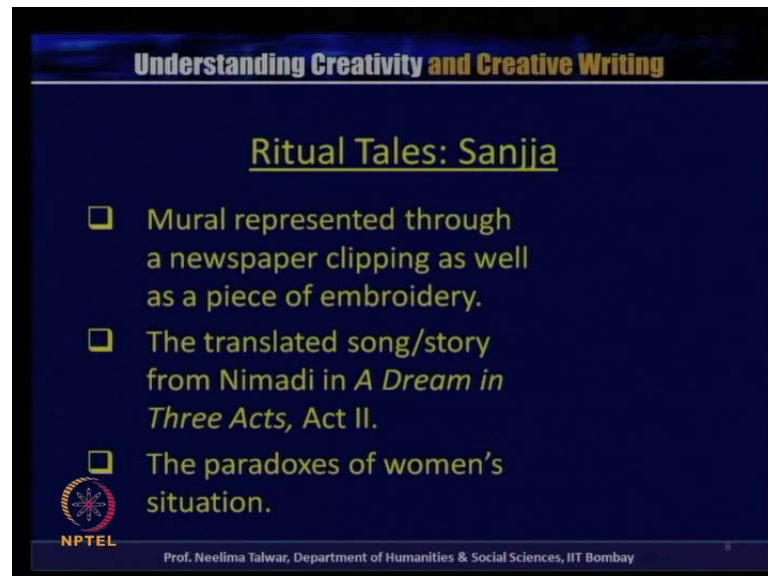 Understanding Creativity and Creative Writing
Ritual Tales: Sanjja
Mural represented through
a newspaper clipping as well
as a piece of embroidery.
The translated song/story
from Nimadi in A Dream in
Three Acts, Act II.
The paradoxes of women's
situation.
NPTEL
Prof. Neelima Talwar, Department of Humanities & Social Sciences, IIT Bombay
8